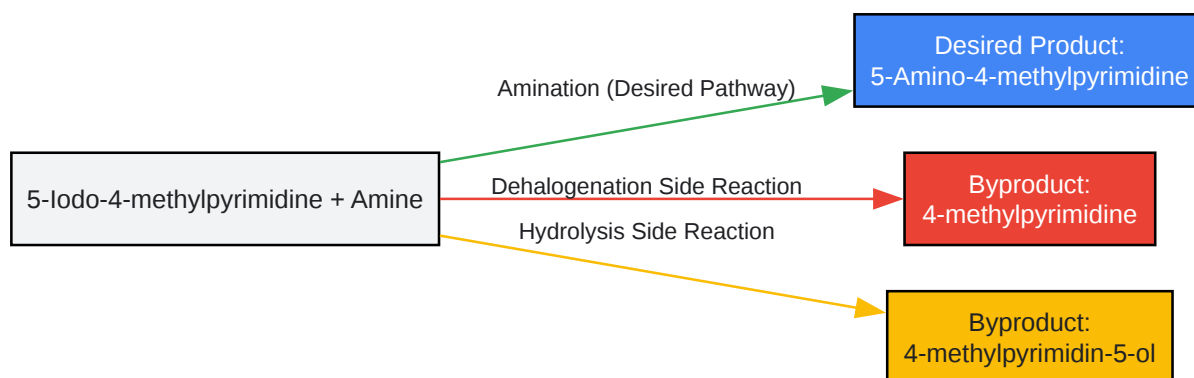 Desired Product:
5-Amino-4-methylpyrimidine
Amination (Desired Pathway)
5-Iodo-4-methylpyrimidine + Amine
Dehalogenation Side Reaction
Byproduct:
4-methylpyrimidine
Hydrolysis Side Reaction
Byproduct:
4-methylpyrimidin-5-ol